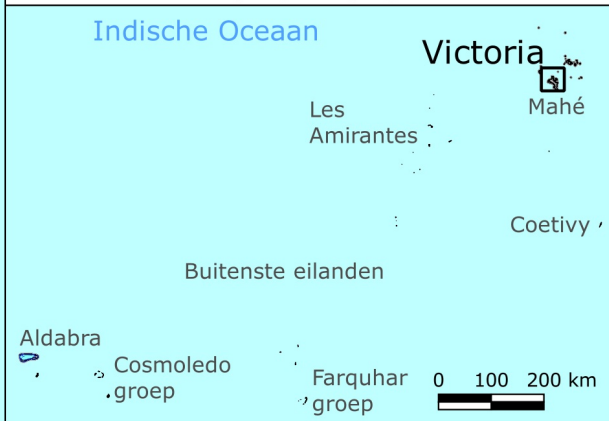 Indische Oceaan
Victoria
Mahé
Les
Amirantes
Coetivy
Buitenste eilanden
Aldabra
Cosmoledo
groep
Farquhar
groep
0 100 200 km